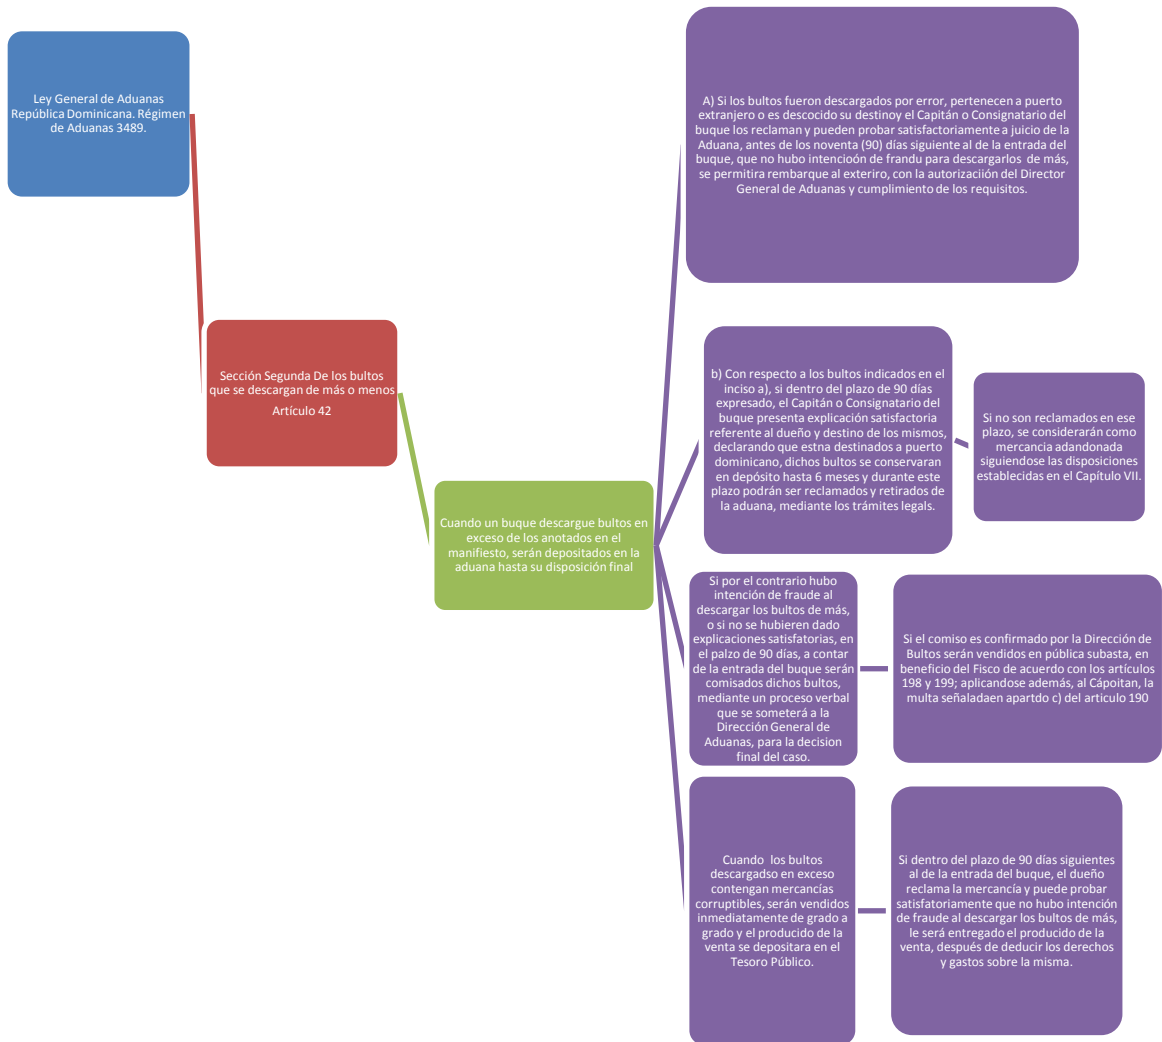 Ley General de Aduanas
República Dominicana. Régimen
de Aduanas 3489.
Sección Segunda De los bultos
que se descargan de más o menos
Artículo 42
Cuando un buque descargue bultos en
exceso de los anotados en el
manifiesto, serán depositados en la
aduana hasta su disposición final
A) Si los bultos fueron descargados por error, pertenecen a puerto
extranjero o es descocido su destinoy el Capitán o Consignatario del
buque los reclaman y pueden probar satisfactoriamente a juicio de la
Aduana, antes de los noventa (90) días siguiente al de la entrada del
buque, que no hubo intencioón de frandu para descargarlos de más,
se permitira rembarque al exteriro, con la autorizaciión del Director
General de Aduanas y cumplimiento de los requisitos.
b) Con respecto a los bultos indicados en el
inciso a), si dentro del plazo de 90 días
expresado, el Capitán o Consignatario del
buque presenta explicación satisfactoria
referente al dueño y destino de los mismos,
declarando que estna destinados a puerto
dominicano, dichos bultos se conservaran
en depósito hasta 6 meses y durante este
plazo podrán ser reclamados y retirados de
la aduana, mediante los trámites legals.
Si no son reclamados en ese
plazo, se considerarán como
mercancia adandonada
siguiendose las disposiciones
establecidas en el Capítulo VII.
Si por el contrario hubo
intención de fraude al
descargar los bultos de más,
o si no se hubieren dado
explicaciones satisfatorias, en
el palzo de 90 días, a contar
de la entrada del buque serán
comisados dichos bultos,
mediante un proceso verbal
que se someterá a la
Dirección General de
Aduanas, para la decision
final del caso.
Si el comiso es confirmado por la Dirección de
Bultos serán vendidos en pública subasta, en
beneficio del Fisco de acuerdo con los artículos
198 y 199; aplicandose además, al Cápoitan, la
multa señaladaen apartdo c) del articulo 190
Cuando los bultos
descargadso en exceso
contengan mercancías
corruptibles, serán vendidos
inmediatamente de grado a
grado y el producido de la
venta se depositara en el
Tesoro Público.
Si dentro del plazo de 90 días siguientes
al de la entrada del buque, el dueño
reclama la mercancía y puede probar
satisfactoriamente que no hubo intención
de fraude al descargar los bultos de más,
le será entregado el producido de la
venta, después de deducir los derechos
y gastos sobre la misma.